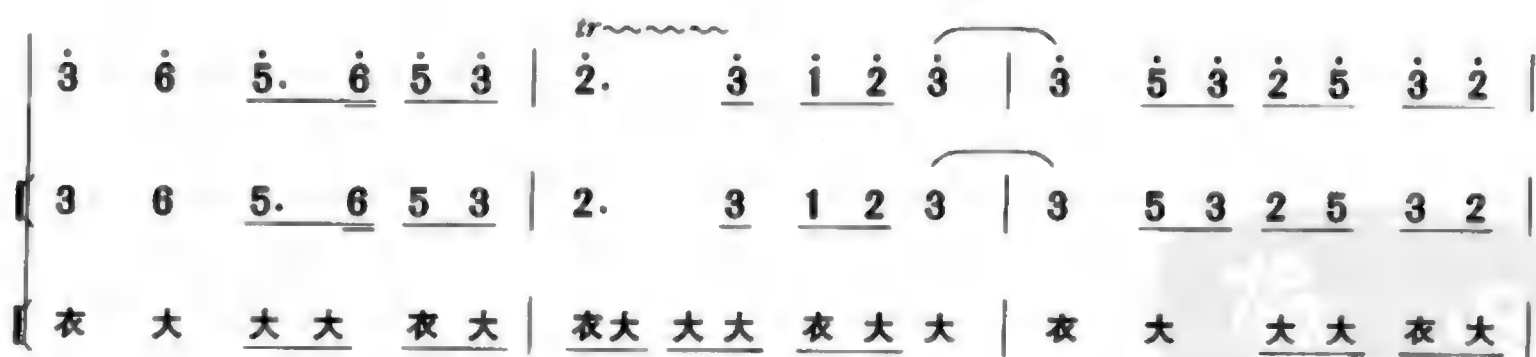 tr
3̇ 6̇ 5̇. 6̇ 5̇ 3̇ | 2̇. 3̇ 1̇ 2̇ 3̇ | 3̇ 5̇ 3̇ 2̇ 5̇ 3̇ 2̇ |
3 6 5. 6 5 3 | 2. 3 1 2 3 | 3 5 3 2 5 3 2 |
衣 大 大 大 衣 大 | 衣 大 大 大 衣 大 大 | 衣 大 大 大 衣 大 |